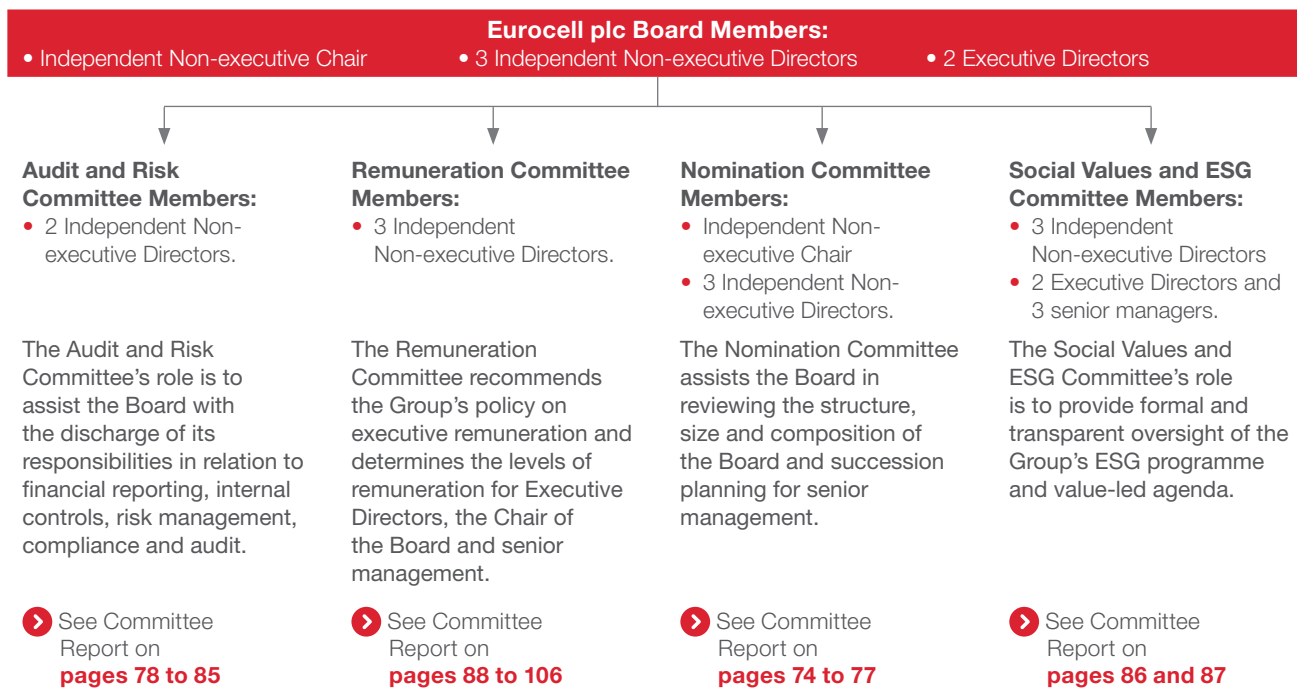 Eurocell plc Board Members:
• Independent Non-executive Chair • 3 Independent Non-executive Directors • 2 Executive Directors
Audit and Risk
Committee Members:
• 2 Independent Non-
executive Directors.
The Audit and Risk
Committee’s role is to
assist the Board with
the discharge of its
responsibilities in relation to
financial reporting, internal
controls, risk management,
compliance and audit.
See Committee
Report on
pages 78 to 85
Remuneration Committee
Members:
• 3 Independent
Non-executive Directors.
The Remuneration
Committee recommends
the Group’s policy on
executive remuneration and
determines the levels of
remuneration for Executive
Directors, the Chair of
the Board and senior
management.
See Committee
Report on
pages 88 to 106
Nomination Committee
Members:
• Independent Non-
executive Chair
• 3 Independent Non-
executive Directors.
The Nomination Committee
assists the Board in
reviewing the structure,
size and composition of
the Board and succession
planning for senior
management.
See Committee
Report on
pages 74 to 77
Social Values and ESG
Committee Members:
• 3 Independent
Non-executive Directors
• 2 Executive Directors and
3 senior managers.
The Social Values and
ESG Committee’s role
is to provide formal and
transparent oversight of the
Group’s ESG programme
and value-led agenda.
See Committee
Report on
pages 86 and 87